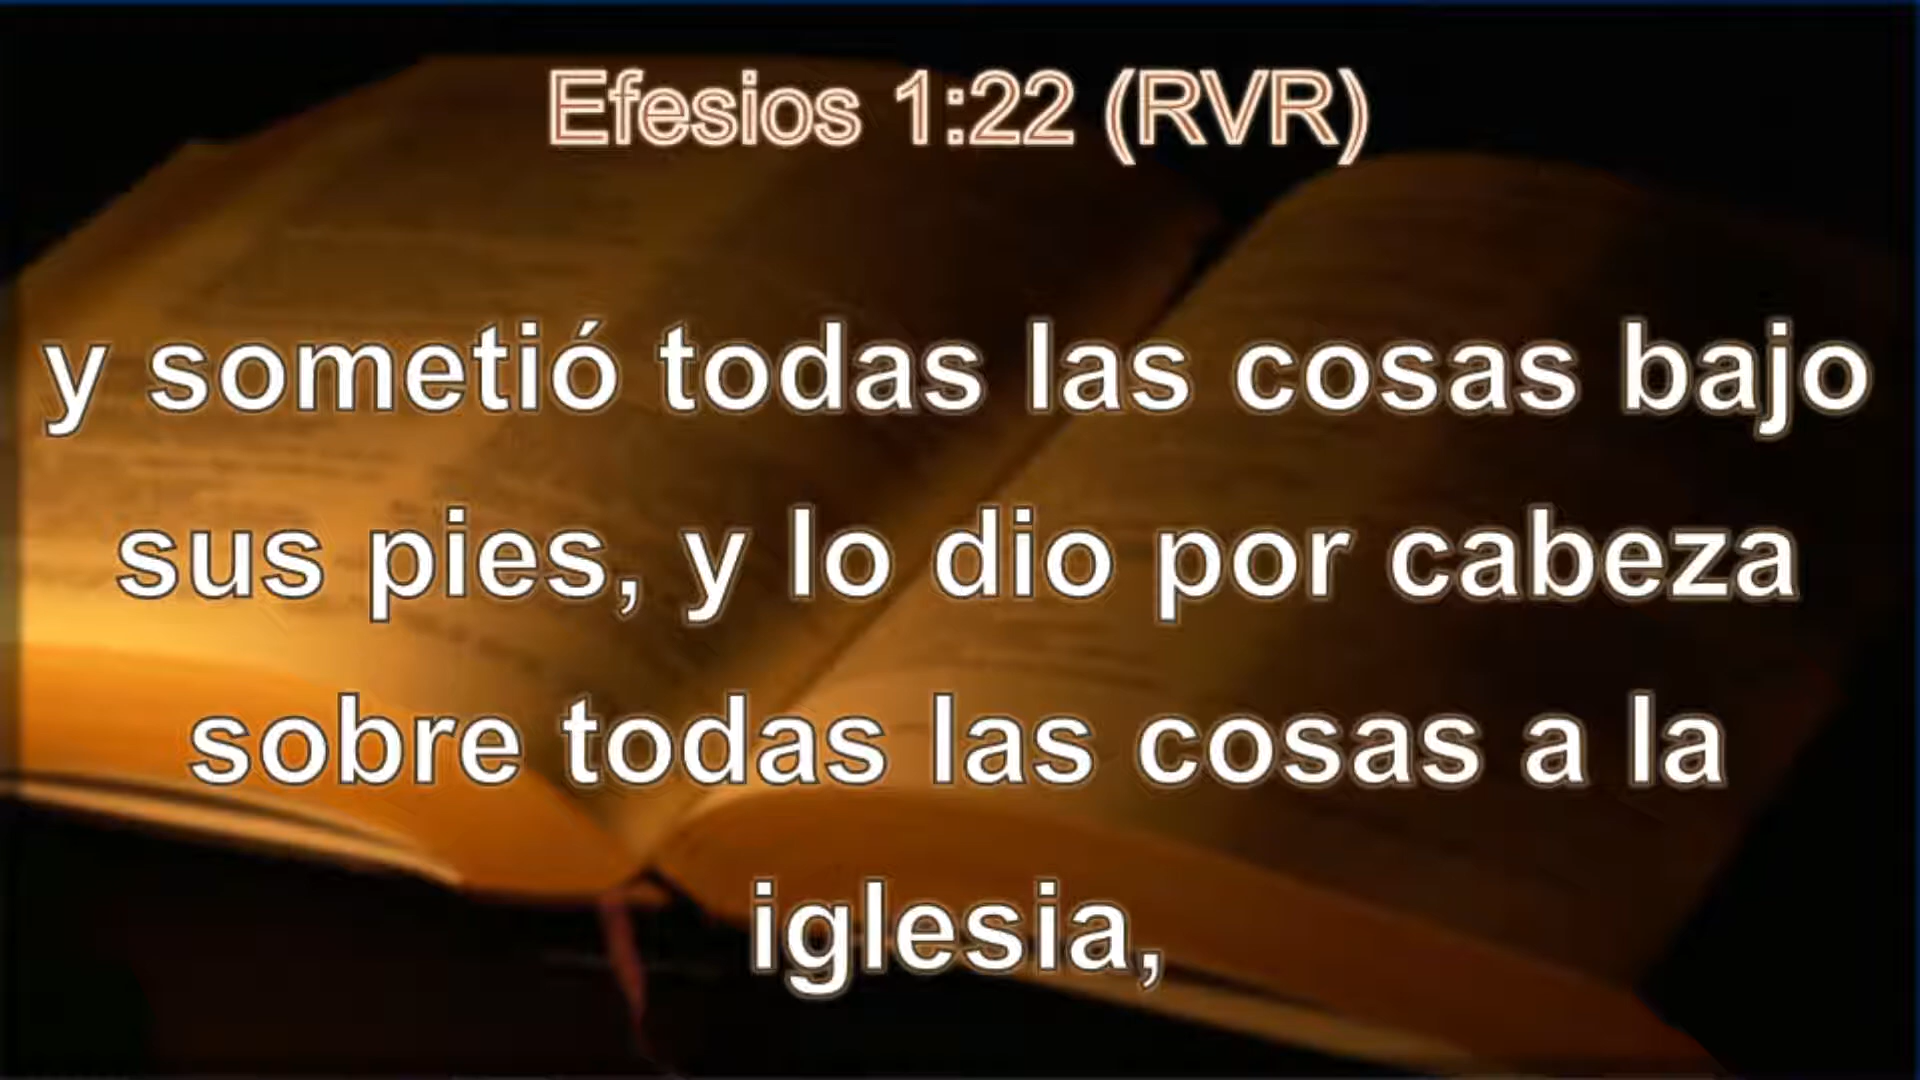 Efesios 1:22 (RVR)
y sometió todas las cosas bajo
sus pies, y lo dio por cabeza
sobre todas las cosas a la
iglesia,